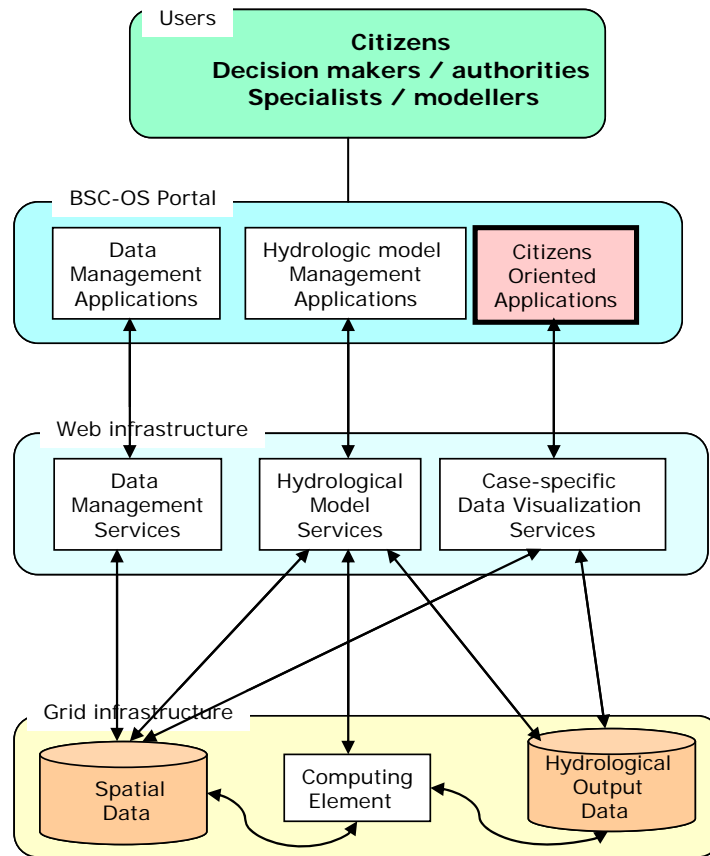 Users
Citizens
Decision makers / authorities
Specialists / modellers
BSC-OS Portal
Data
Management
Applications
Hydrologic model
Management
Applications
Citizens
Oriented
Applications
Web infrastructure
Data
Management
Services
Hydrological
Model
Services
Case-specific
Data Visualization
Services
Grid infrastructure
Spatial
Data
Computing
Element
Hydrological
Output
Data